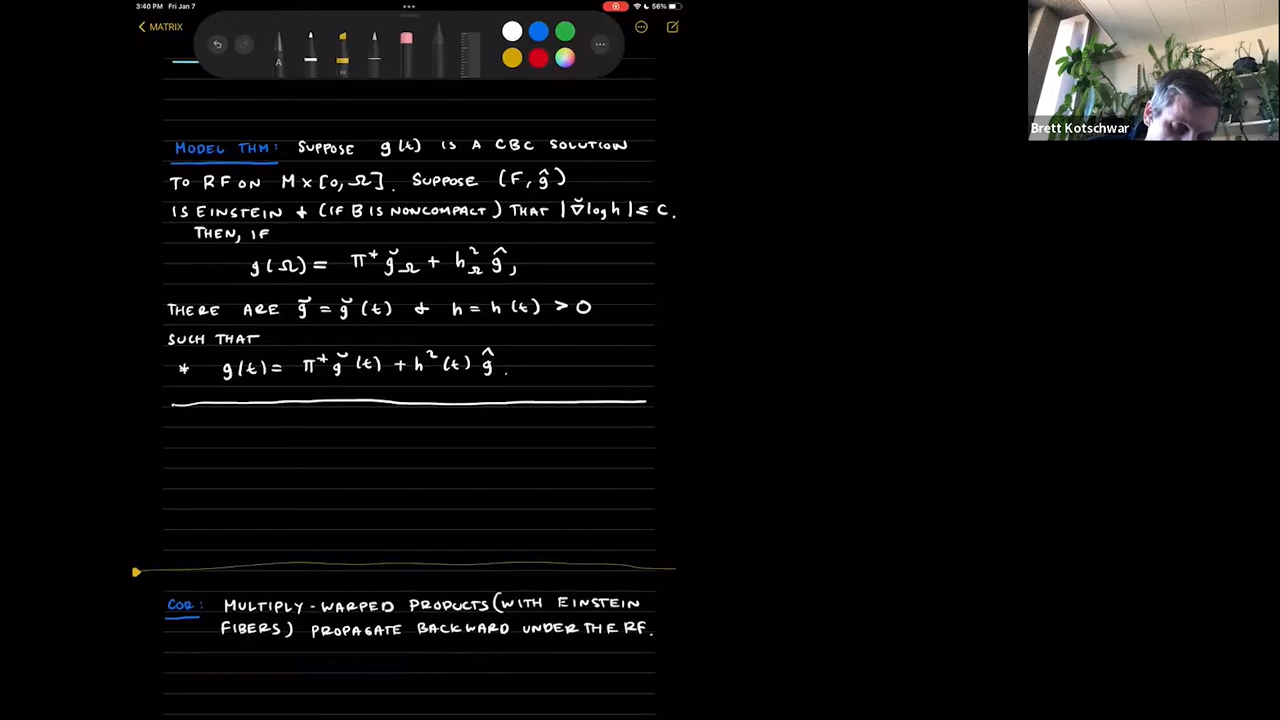 3:40 PM Fri Jan 7
56%
MATRIX
A
Brett Kotschwar
MODEL THM: SUPPOSE g(t) IS A CBC SOLUTION
TO RF ON M×[0,Ω]. SUPPOSE (F, ĝ)
IS EINSTEIN + (IF B IS NONCOMPACT) THAT |∇̆ log h| ≤ C.
THEN, IF
g(Ω) = π* ğ_Ω + h²_Ω ĝ,
THERE ARE ğ = ğ(t) & h = h(t) > 0
SUCH THAT
* g(t) = π* ğ(t) + h²(t) ĝ.
COR: MULTIPLY-WARPED PRODUCTS (WITH EINSTEIN
FIBERS) PROPAGATE BACKWARD UNDER THE RF.